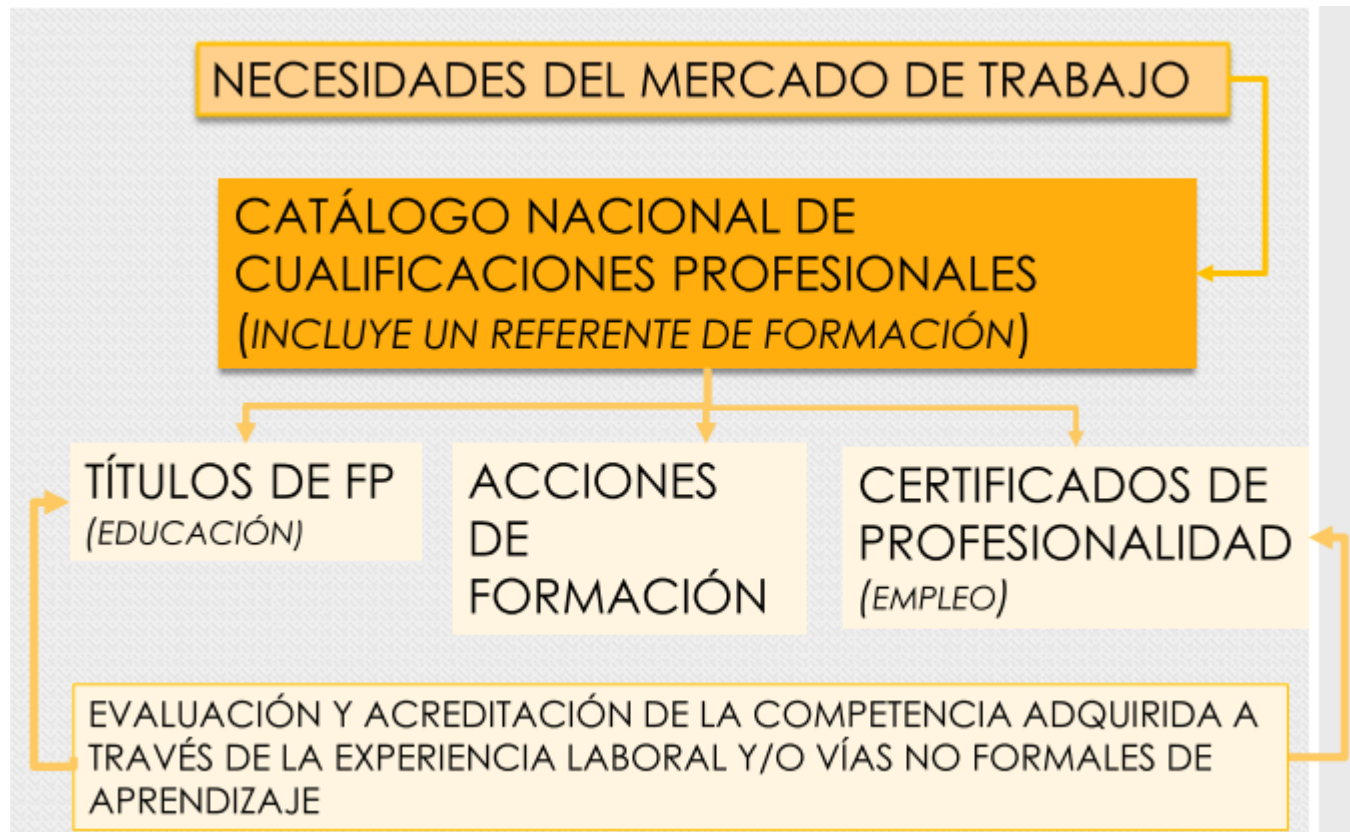 NECESIDADES DEL MERCADO DE TRABAJO
CATÁLOGO NACIONAL DE
CUALIFICACIONES PROFESIONALES
(INCLUYE UN REFERENTE DE FORMACIÓN)
TÍTULOS DE FP
(EDUCACIÓN)
ACCIONES
DE
FORMACIÓN
CERTIFICADOS DE
PROFESIONALIDAD
(EMPLEO)
EVALUACIÓN Y ACREDITACIÓN DE LA COMPETENCIA ADQUIRIDA A
TRAVÉS DE LA EXPERIENCIA LABORAL Y/O VÍAS NO FORMALES DE
APRENDIZAJE